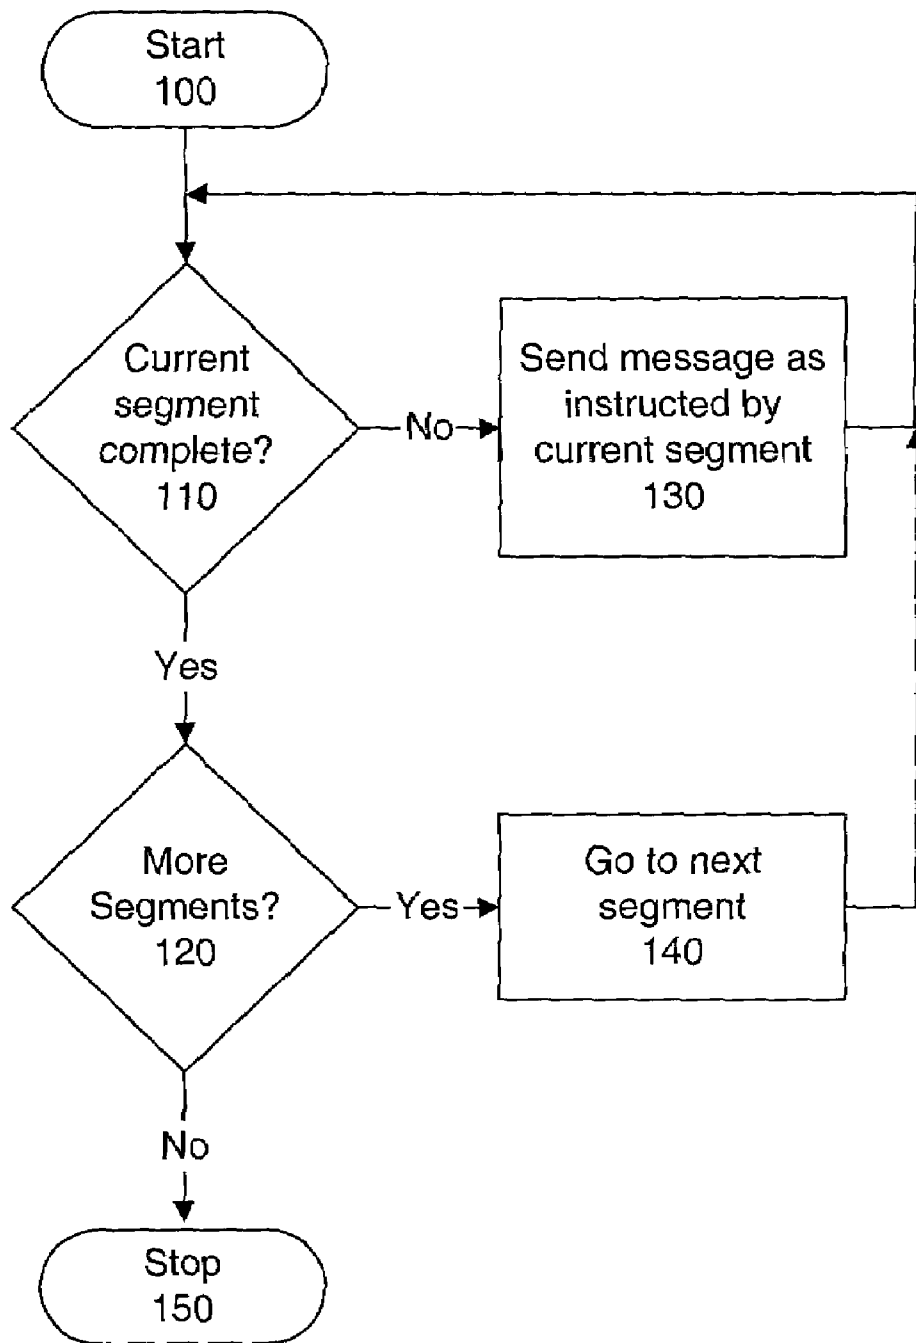 Start
100
Current
segment
complete?
110
No
Send message as
instructed by
current segment
130
Yes
More
Segments?
120
Yes
Go to next
segment
140
No
Stop
150